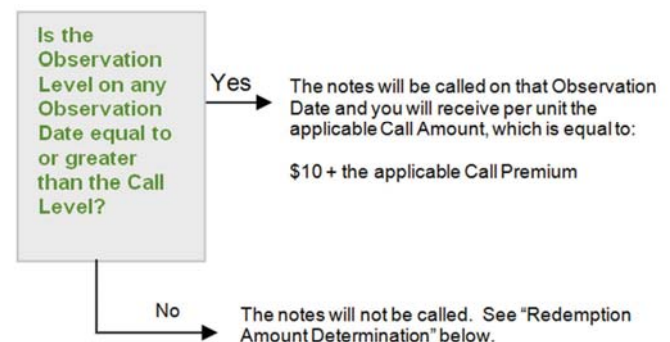 Is the
Observation
Level on any
Observation
Date equal to
or greater
than the Call
Level?
Yes
The notes will be called on that Observation
Date and you will receive per unit the
applicable Call Amount, which is equal to:
$10 + the applicable Call Premium
No
The notes will not be called. See “Redemption
Amount Determination” below.